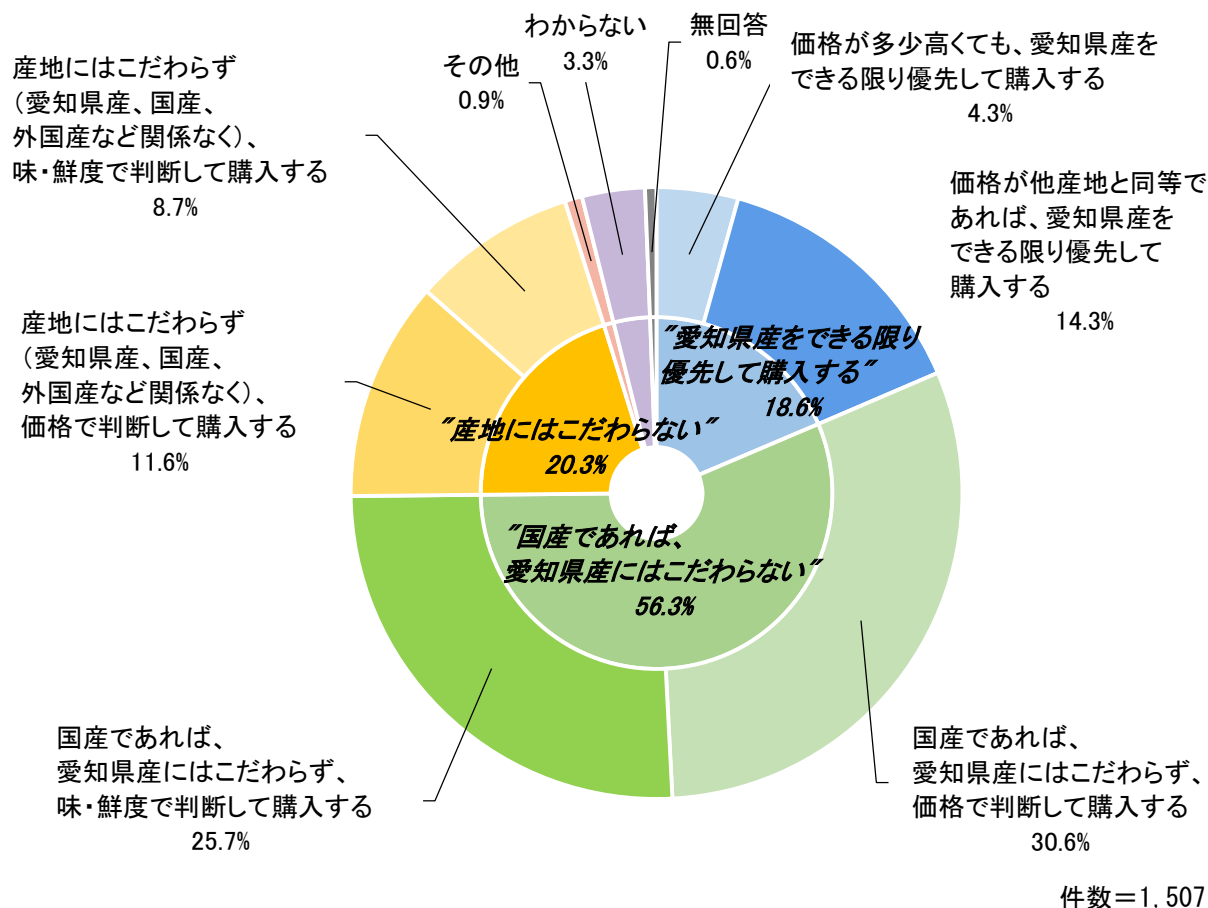 わからない
3.3%
無回答
0.6%
その他
0.9%
価格が多少高くても、愛知県産を
できる限り優先して購入する
4.3%
価格が他産地と同等で
あれば、愛知県産を
できる限り優先して
購入する
14.3%
産地にはこだわらず
（愛知県産、国産、
外国産など関係なく）、
味・鮮度で判断して購入する
8.7%
産地にはこだわらず
（愛知県産、国産、
外国産など関係なく）、
価格で判断して購入する
11.6%
"愛知県産をできる限り
優先して購入する"
18.6%
"産地にはこだわらない"
20.3%
"国産であれば、
愛知県産にはこだわらない"
56.3%
国産であれば、
愛知県産にはこだわらず、
味・鮮度で判断して購入する
25.7%
国産であれば、
愛知県産にはこだわらず、
価格で判断して購入する
30.6%
件数＝1,507